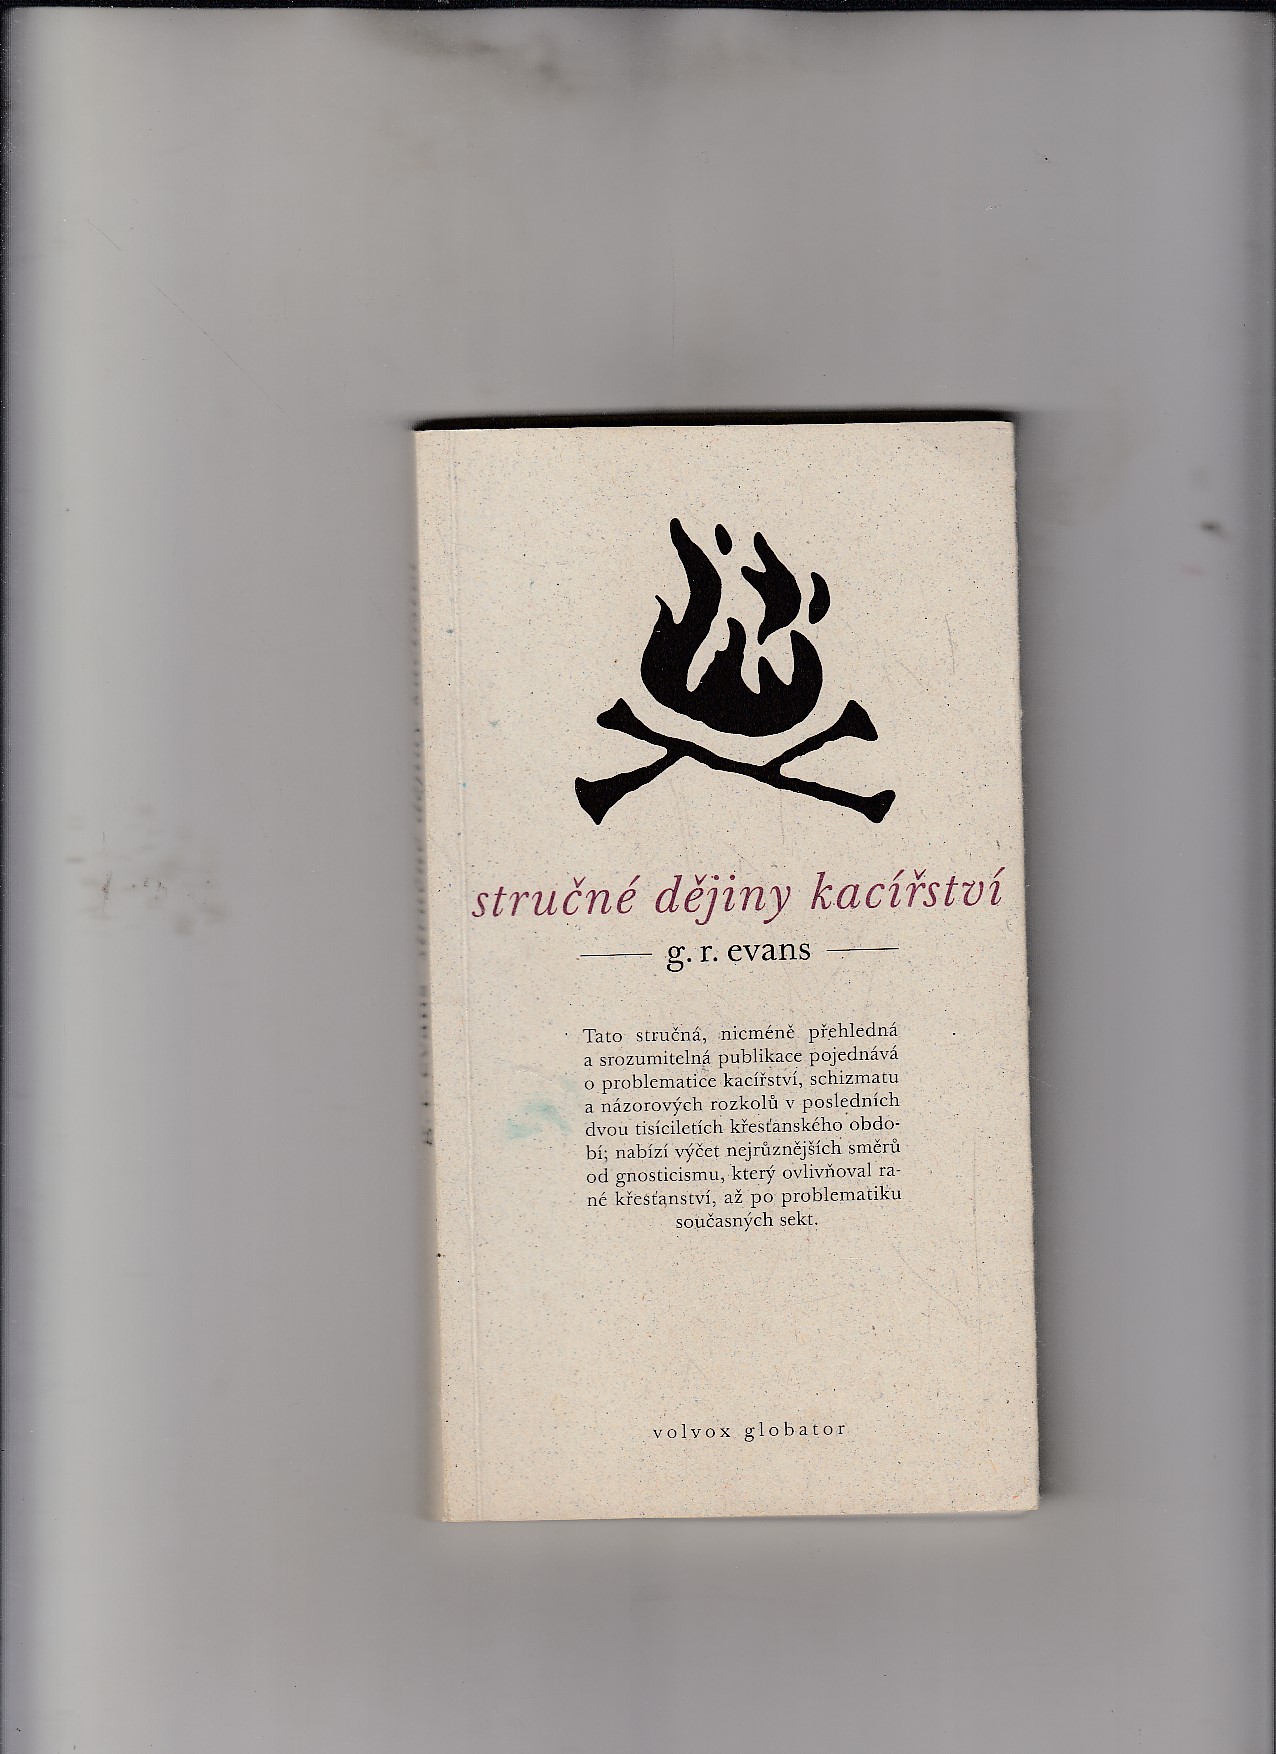 stručné dějiny kacířství
g. r. evans
Tato stručná, nicméně přehledná
a srozumitelná publikace pojednává
o problematice kacířství, schizmatu
a názorových rozkolů v posledních
dvou tisíciletích křesťanského obdo-
bí; nabízí výčet nejrůznějších směrů
od gnosticismu, který ovlivňoval ra-
né křesťanství, až po problematiku
současných sekt.
volvox globator